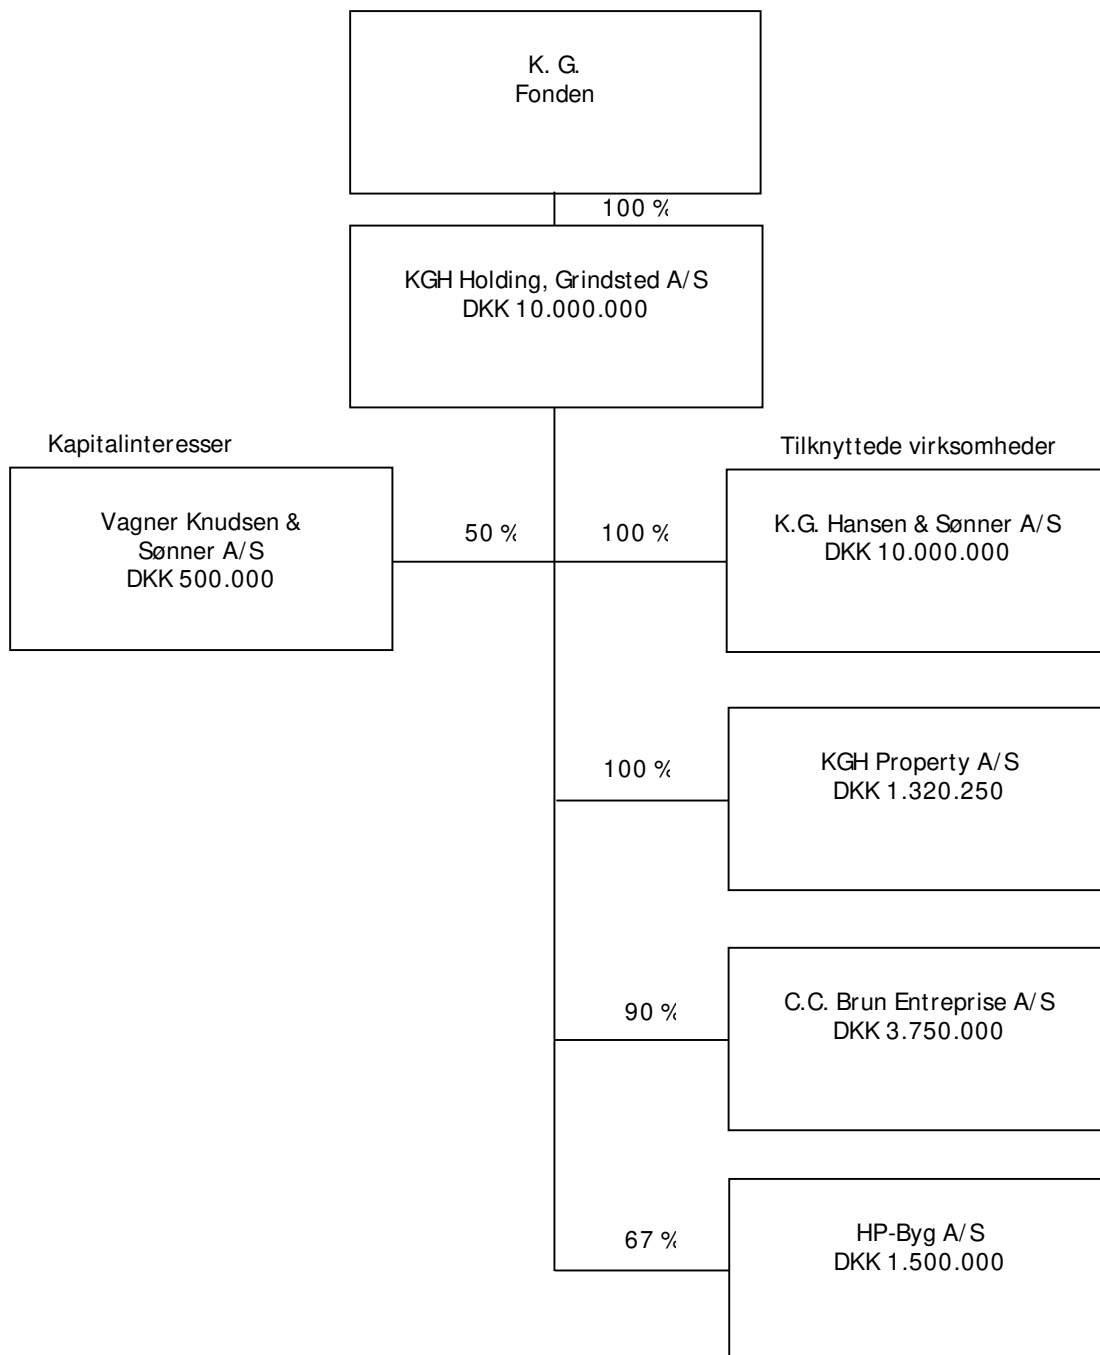 K. G.
Fonden
100 %
KGH Holding, Grindsted A/S
DKK 10.000.000
Kapitalinteresser
Tilknyttede virksomheder
Vagner Knudsen &
Sønner A/S
DKK 500.000
50 %
100 %
K.G. Hansen & Sønner A/S
DKK 10.000.000
100 %
KGH Property A/S
DKK 1.320.250
90 %
C.C. Brun Entreprise A/S
DKK 3.750.000
67 %
HP-Byg A/S
DKK 1.500.000